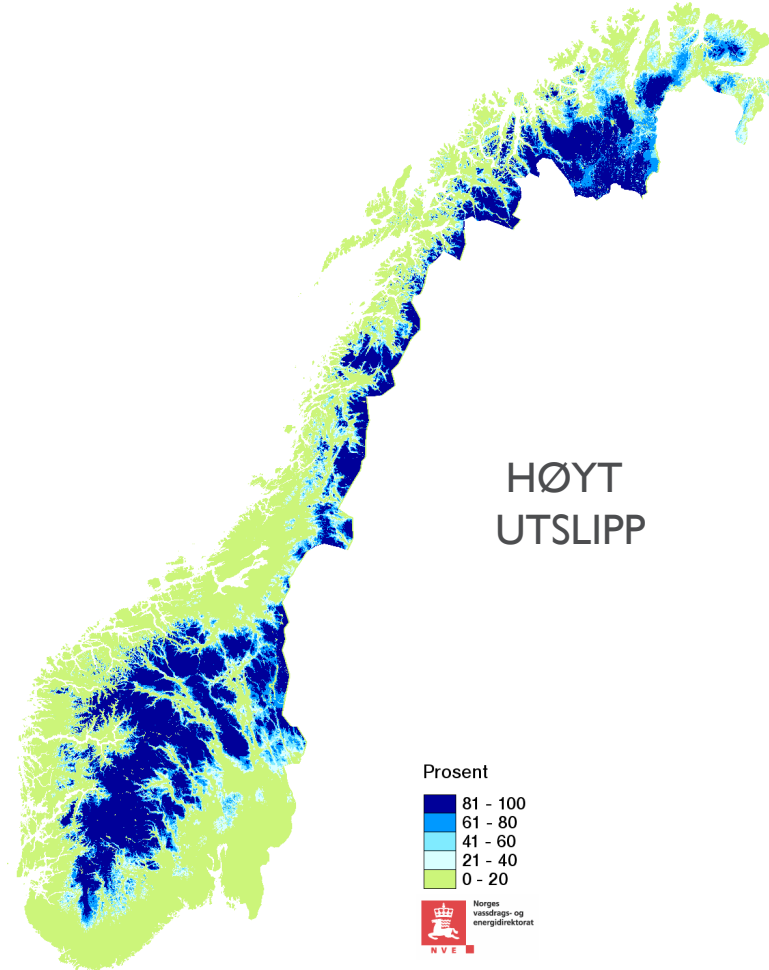 HØYT
UTSLIPP
Prosent
81 - 100
61 - 80
41 - 60
21 - 40
0 - 20
Norges
vassdrags- og
energidirektorat
NVE